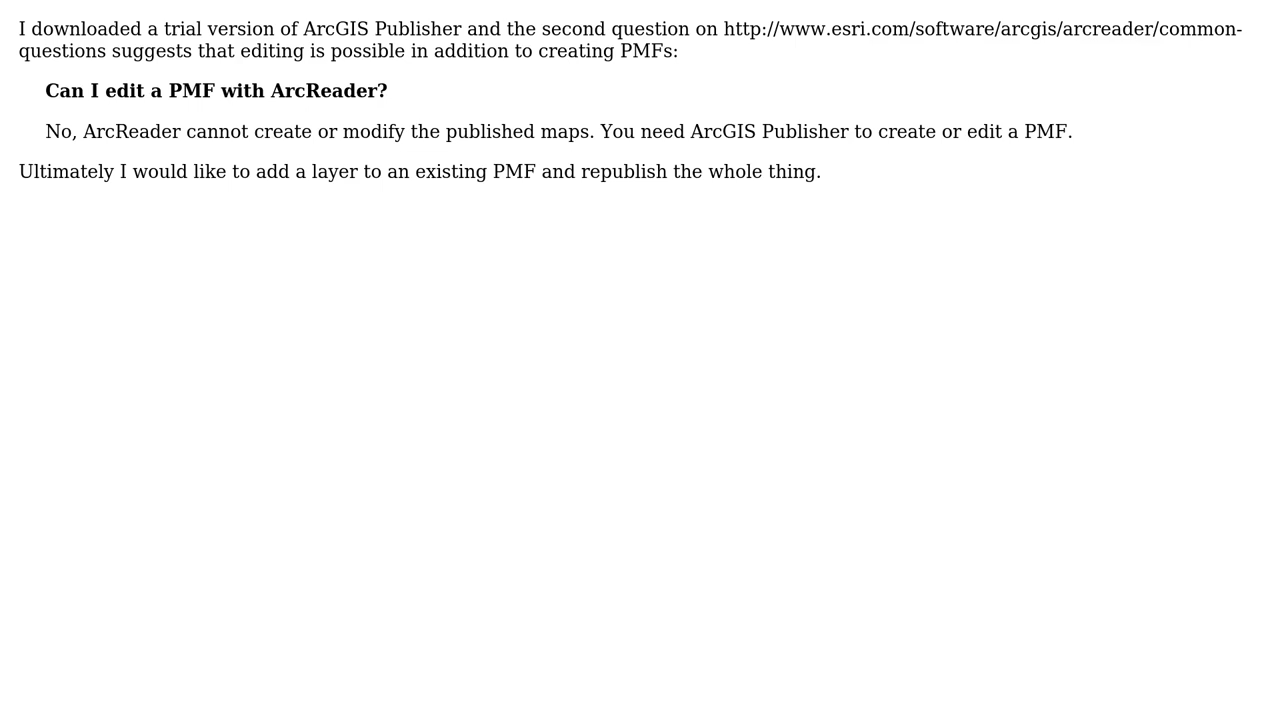 I downloaded a trial version of ArcGIS Publisher and the second question on http://www.esri.com/software/arcgis/arcreader/common-
questions suggests that editing is possible in addition to creating PMFs:
Can I edit a PMF with ArcReader?
No, ArcReader cannot create or modify the published maps. You need ArcGIS Publisher to create or edit a PMF.
Ultimately I would like to add a layer to an existing PMF and republish the whole thing.